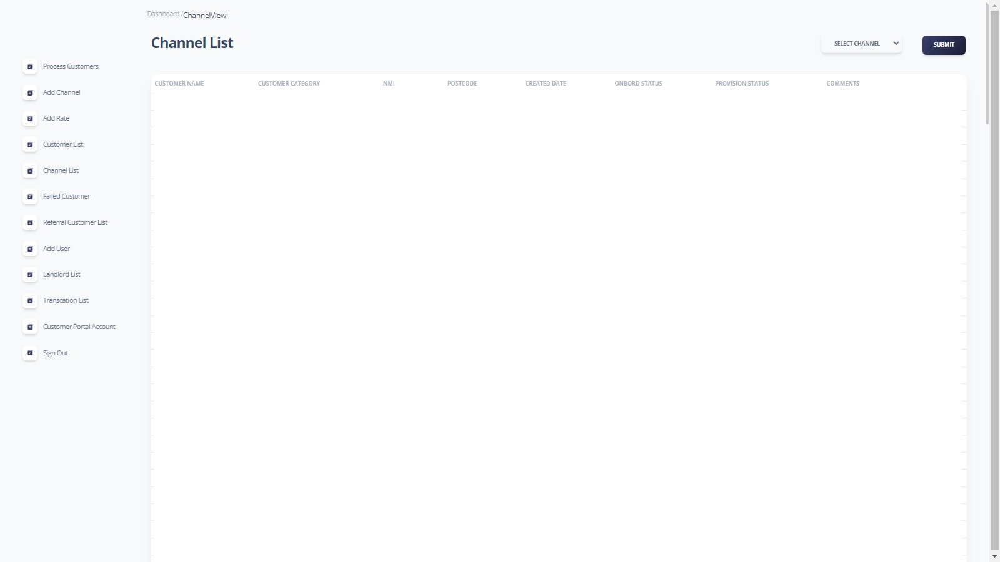 Dashboard /ChannelView
Channel List
SELECT CHANNEL
SUBMIT
Process Customers
Add Channel
Add Rate
Customer List
Channel List
Failed Customer
Referral Customer List
Add User
Landlord List
Transcation List
Customer Portal Account
Sign Out
CUSTOMER NAME CUSTOMER CATEGORY NMI POSTCODE CREATED DATE ONBORD STATUS PROVISION STATUS COMMENTS